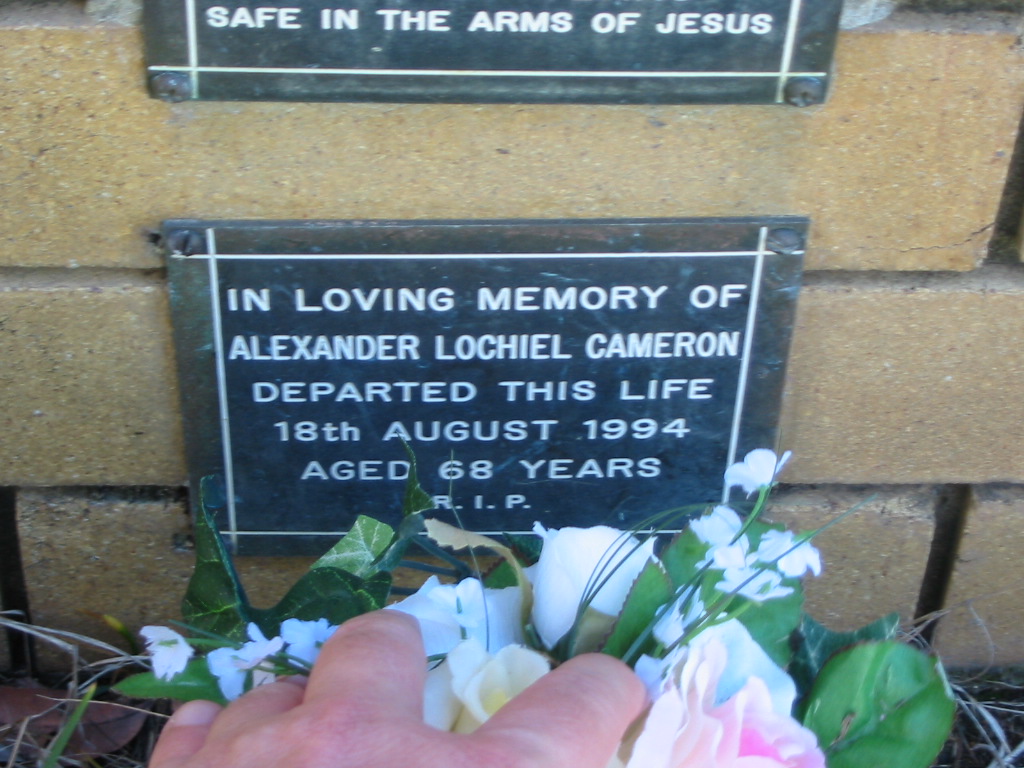 SAFE IN THE ARMS OF JESUS
IN LOVING MEMORY OF
ALEXANDER LOCHIEL CAMERON
DEPARTED THIS LIFE
18th AUGUST 1994
AGED 68 YEARS
R. I. P.